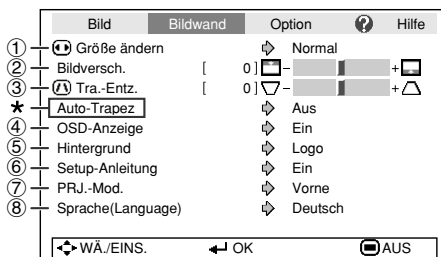 Bild Bildwand Option ? Hilfe
① Größe ändern Normal
② Bildversch. [ 0 ] - +
③ Tra.-Entz. [ 0 ] - +
* Auto-Trapez Aus
④ OSD-Anzeige Ein
⑤ Hintergrund Logo
⑥ Setup-Anleitung Ein
⑦ PRJ.-Mod. Vorne
⑧ Sprache(Language) Deutsch
WÄ./EINS. OK AUS